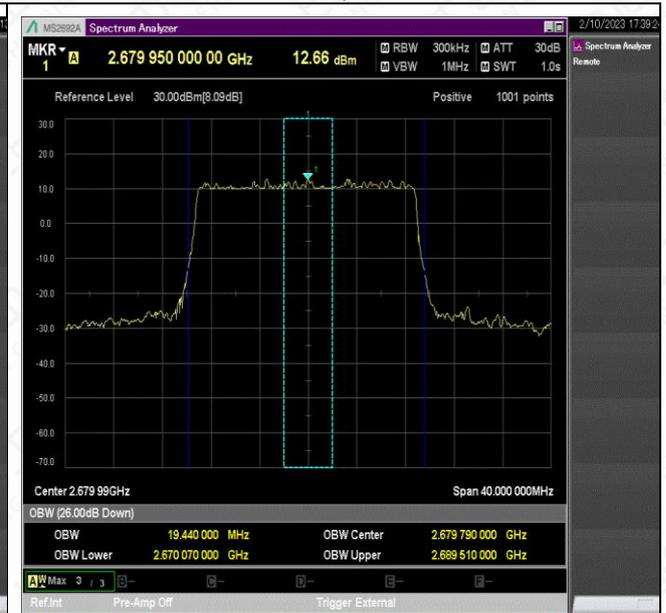 MS2692A Spectrum Analyzer
2/10/2023 17:39:2
MKR 1 A 2.679 950 000 00 GHz 12.66 dBm
M RBW 300kHz M ATT 30dB
M VBW 1MHz M SWT 1.0s
Spectrum Analyzer
Remote
Reference Level 30.00dBm[8.09dB] Positive 1001 points
30.0
20.0
1
10.0
0.0
-10.0
-20.0
-30.0
-40.0
-50.0
-60.0
-70.0
Center 2.679 99GHz Span 40.000 000MHz
OBW (26.00dB Down)
OBW 19.440 000 MHz OBW Center 2.679 790 000 GHz
OBW Lower 2.670 070 000 GHz OBW Upper 2.689 510 000 GHz
A W Max 3 / 3 B- C- D- E- F-
Ref.Int Pre-Amp Off Trigger External